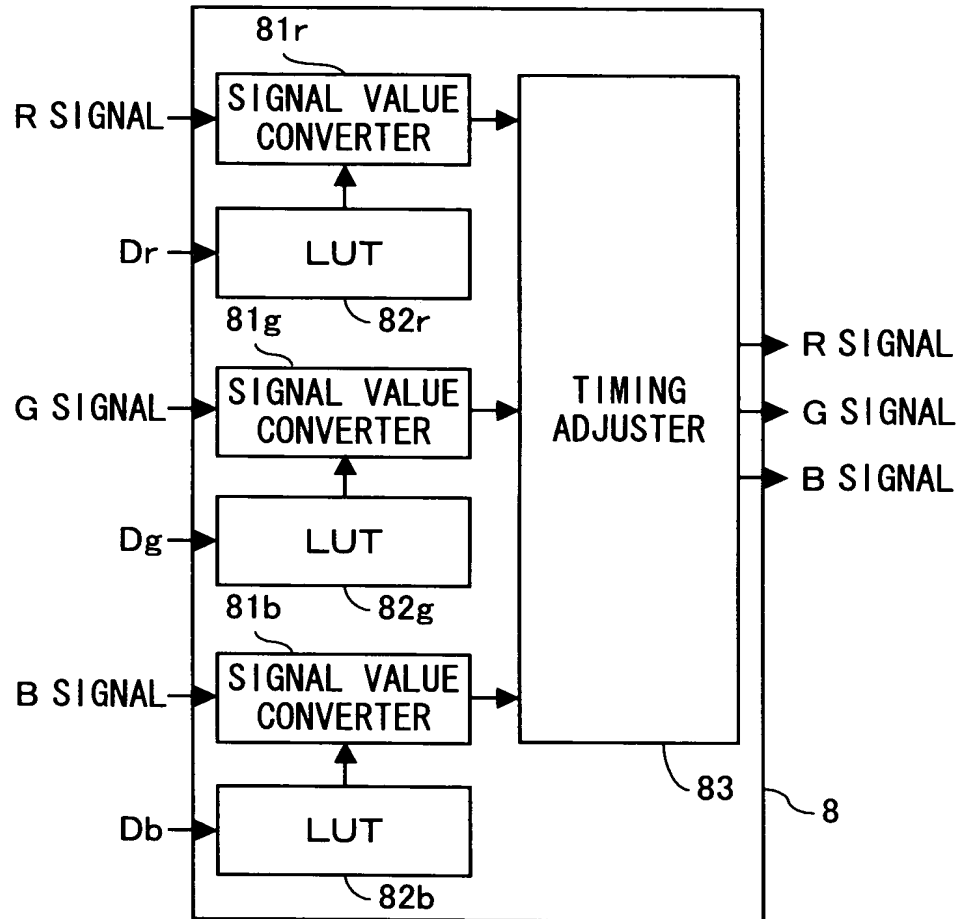 81r
R SIGNAL
SIGNAL VALUE
CONVERTER
Dr
LUT
82r
81g
G SIGNAL
SIGNAL VALUE
CONVERTER
Dg
LUT
82g
81b
B SIGNAL
SIGNAL VALUE
CONVERTER
Db
LUT
82b
TIMING
ADJUSTER
83
R SIGNAL
G SIGNAL
B SIGNAL
8